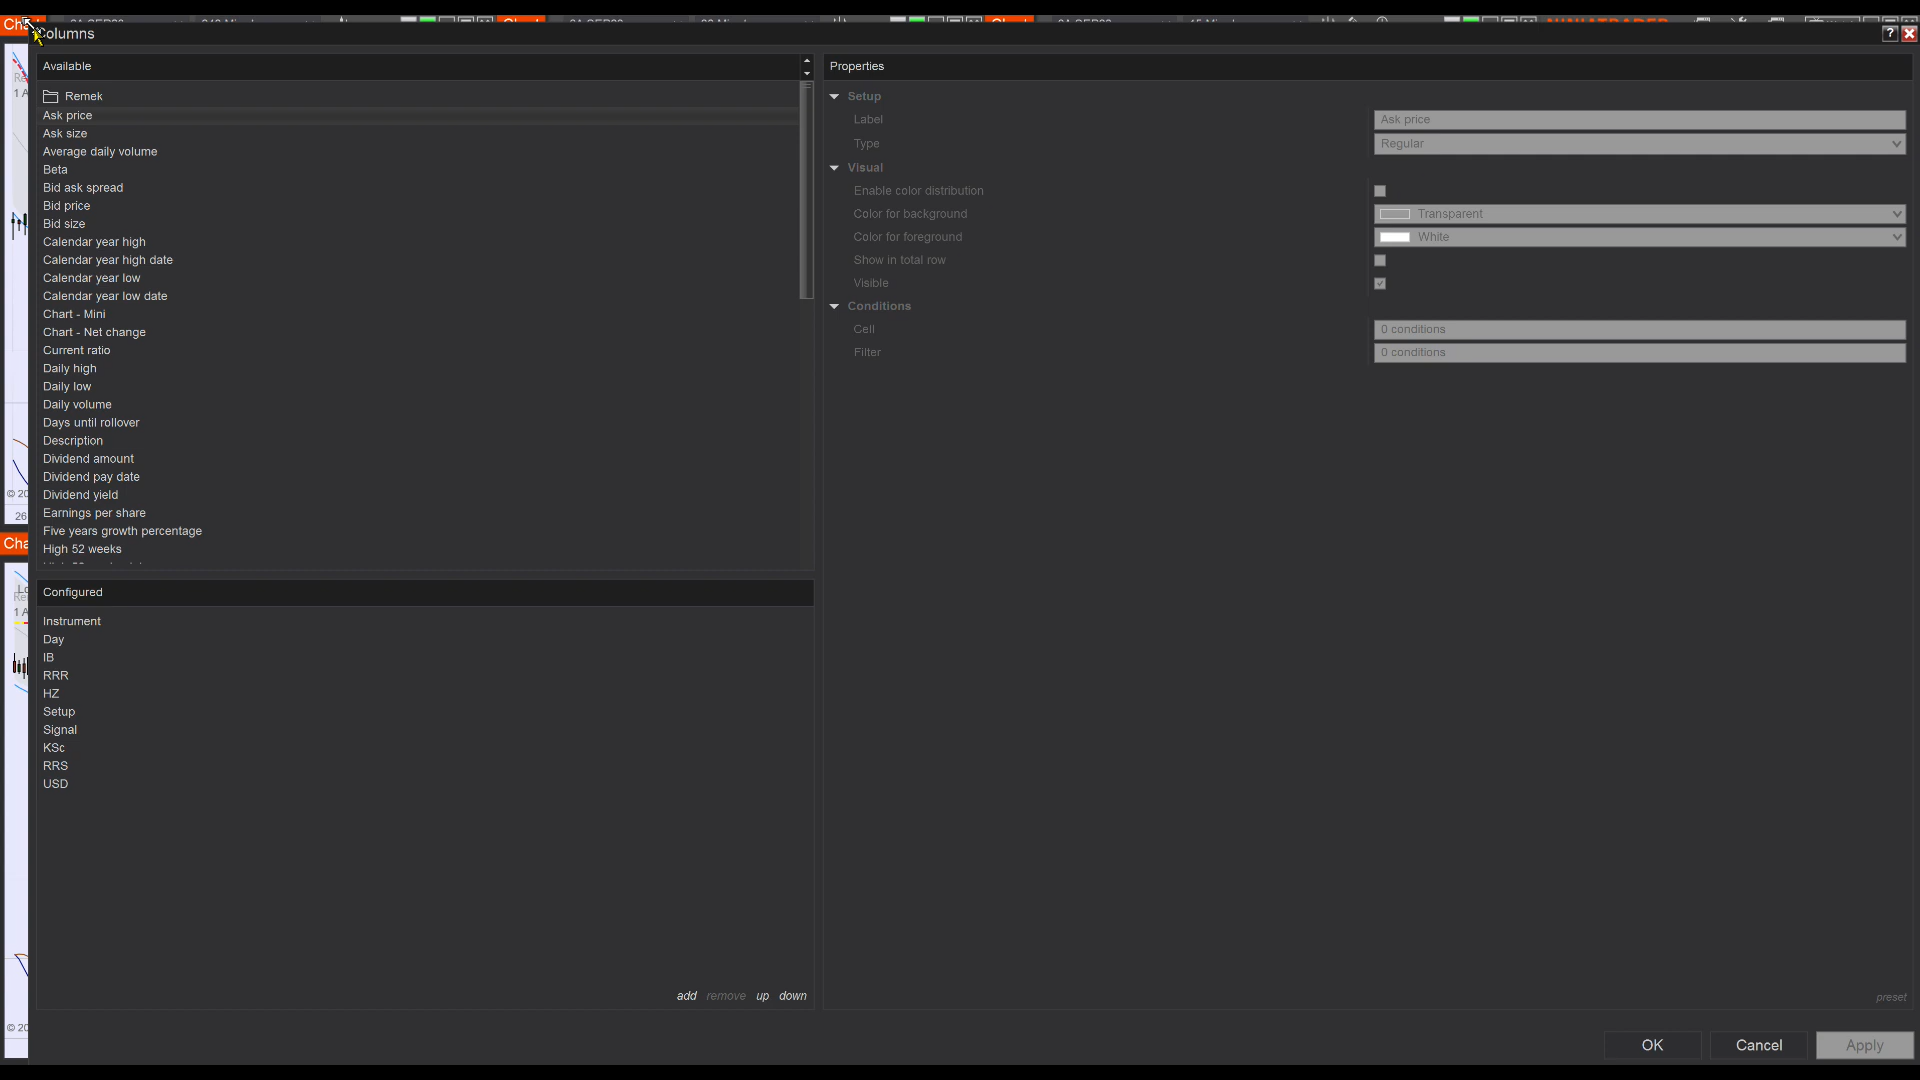 Columns
Available
Remek
Ask price
Ask size
Average daily volume
Beta
Bid ask spread
Bid price
Bid size
Calendar year high
Calendar year high date
Calendar year low
Calendar year low date
Chart - Mini
Chart - Net change
Current ratio
Daily high
Daily low
Daily volume
Days until rollover
Description
Dividend amount
Dividend pay date
Dividend yield
Earnings per share
Five years growth percentage
High 52 weeks
Configured
Instrument
Day
IB
RRR
HZ
Setup
Signal
KSc
RRS
USD
add remove up down
Properties
Setup
Label Ask price
Type Regular
Visual
Enable color distribution
Color for background Transparent
Color for foreground White
Show in total row
Visible
Conditions
Cell 0 conditions
Filter 0 conditions
preset
OK Cancel Apply